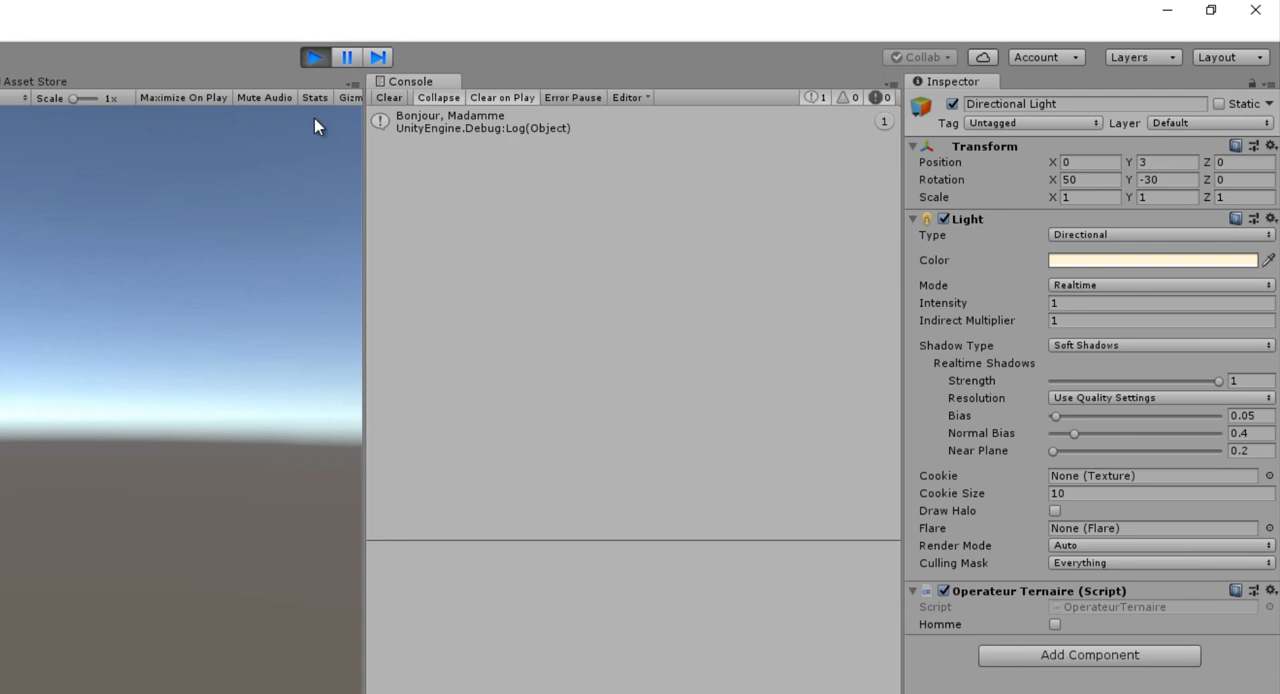 Collab
Account
Layers
Layout
Asset Store
Scale 1x
Maximize On Play
Mute Audio
Stats
Gizm
Console
Clear
Collapse
Clear on Play
Error Pause
Editor
1
0
0
Bonjour, Madamme
UnityEngine.Debug:Log(Object)
1
Inspector
Directional Light
Static
Tag Untagged Layer Default
Transform
Position X 0 Y 3 Z 0
Rotation X 50 Y -30 Z 0
Scale X 1 Y 1 Z 1
Light
Type Directional
Color
Mode Realtime
Intensity 1
Indirect Multiplier 1
Shadow Type Soft Shadows
Realtime Shadows
Strength 1
Resolution Use Quality Settings
Bias 0.05
Normal Bias 0.4
Near Plane 0.2
Cookie None (Texture)
Cookie Size 10
Draw Halo
Flare None (Flare)
Render Mode Auto
Culling Mask Everything
Operateur Ternaire (Script)
Script OperateurTernaire
Homme
Add Component